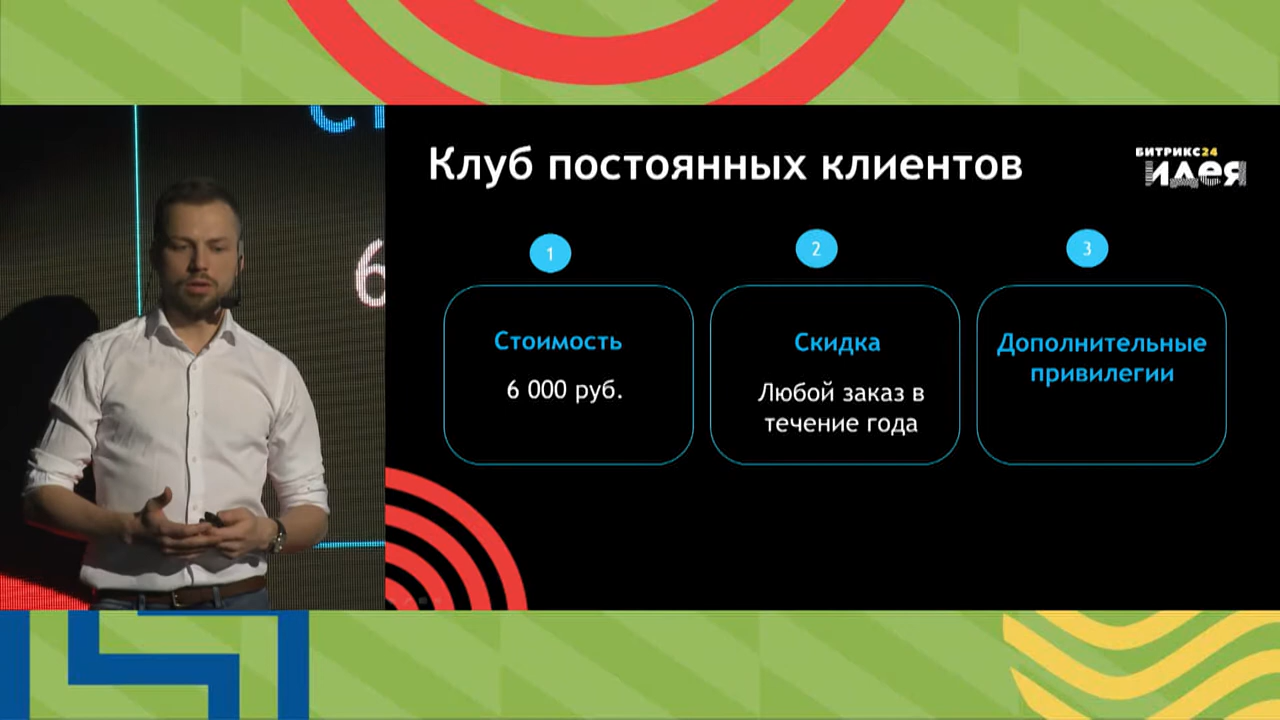 Клуб постоянных клиентов
БИТРИКС24
идея
1
2
3
Стоимость
6 000 руб.
Скидка
Любой заказ в
течение года
Дополнительные
привилегии
6